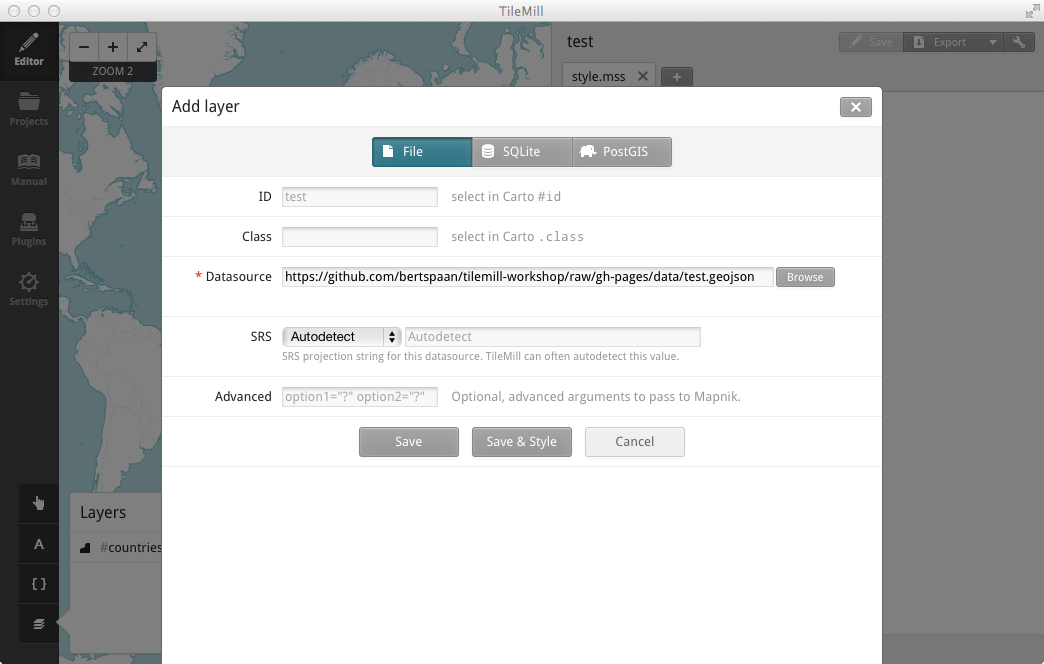 TileMill
Editor
Projects
Manual
Plugins
Settings
ZOOM 2
test
Save
Export
style.mss
Add layer
File
SQLite
PostGIS
ID
test
select in Carto #id
Class
select in Carto .class
* Datasource
https://github.com/bertspaan/tilemill-workshop/raw/gh-pages/data/test.geojson
Browse
SRS
Autodetect
Autodetect
SRS projection string for this datasource. TileMill can often autodetect this value.
Advanced
option1="?" option2="?"
Optional, advanced arguments to pass to Mapnik.
Save
Save & Style
Cancel
Layers
#countries
A
{ }